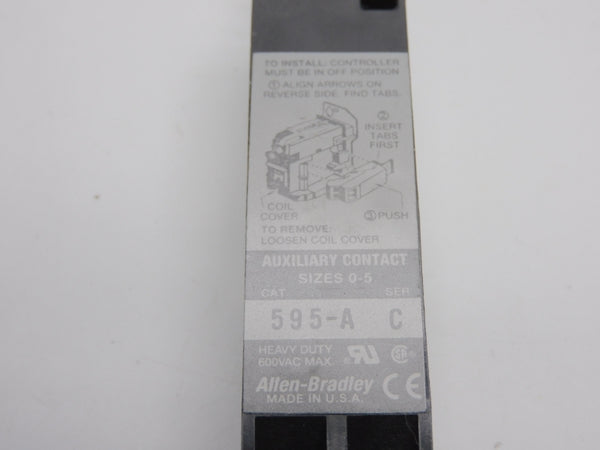 TO INSTALL: CONTROLLER
MUST BE IN OFF POSITION
① ALIGN ARROWS ON
REVERSE SIDE, FIND TABS.
②
INSERT
TABS
FIRST
COIL
COVER
③ PUSH
TO REMOVE:
LOOSEN COIL COVER
AUXILIARY CONTACT
SIZES 0-5
CAT SER
595-A C
HEAVY DUTY
600VAC MAX.
Allen-Bradley
MADE IN U.S.A.